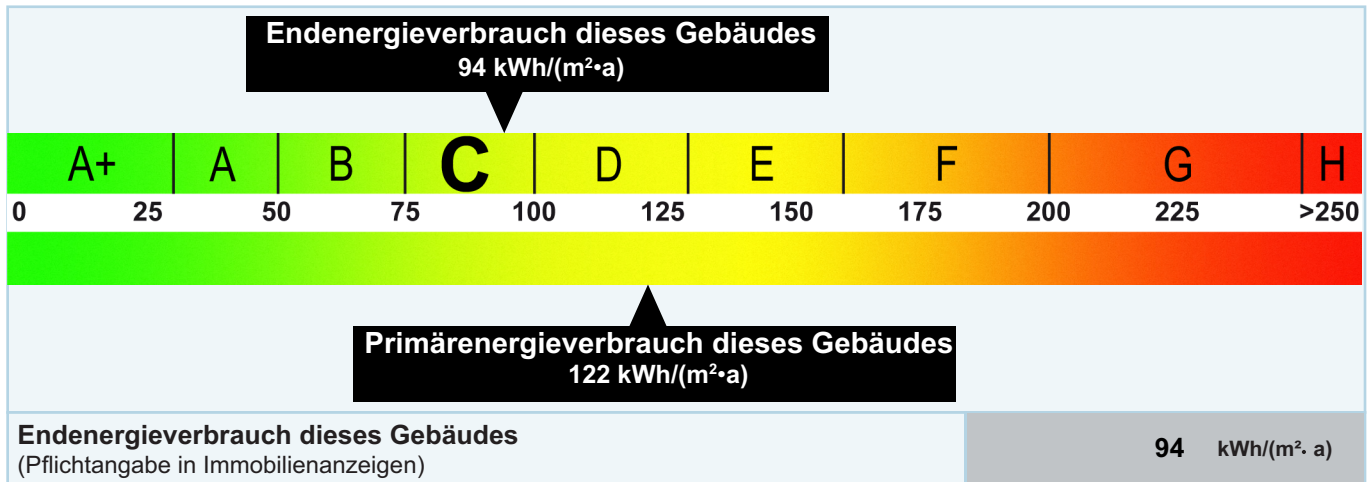 Endenergieverbrauch dieses Gebäudes
94 kWh/(m²•a)
A+ A B C D E F G H
0 25 50 75 100 125 150 175 200 225 >250
Primärenergieverbrauch dieses Gebäudes
122 kWh/(m²•a)
Endenergieverbrauch dieses Gebäudes
(Pflichtangabe in Immobilienanzeigen)
94 kWh/(m²· a)